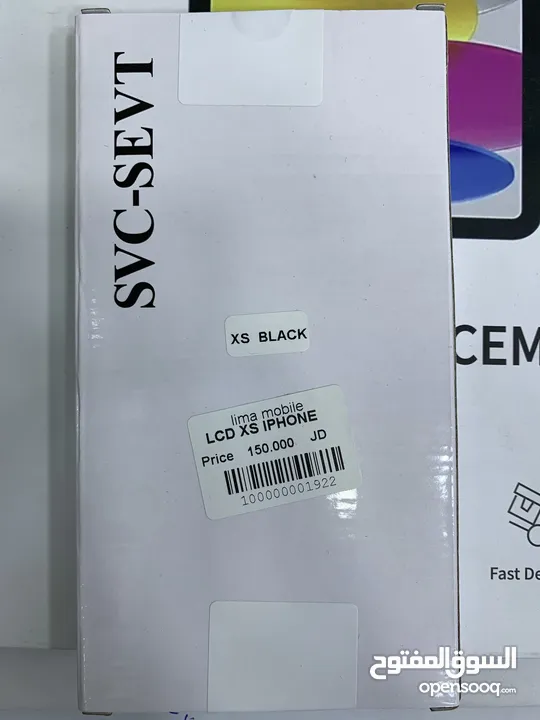 SVC-SEVT
XS BLACK
lima mobile
LCD XS IPHONE
Price 150.000 JD
100000001922
CEM
Fast De
السوق المفتوح
opensooq.com